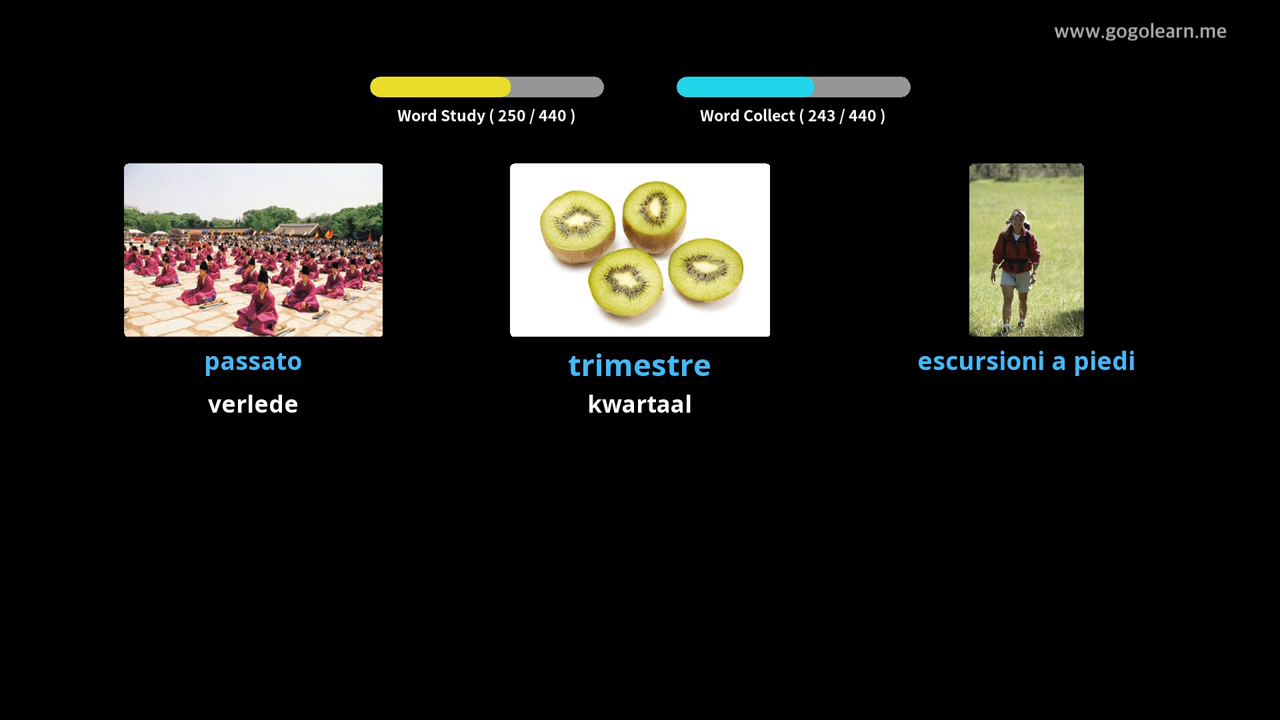 www.gogolearn.me
Word Study ( 250 / 440 )
Word Collect ( 243 / 440 )
passato
trimestre
escursioni a piedi
verlede
kwartaal